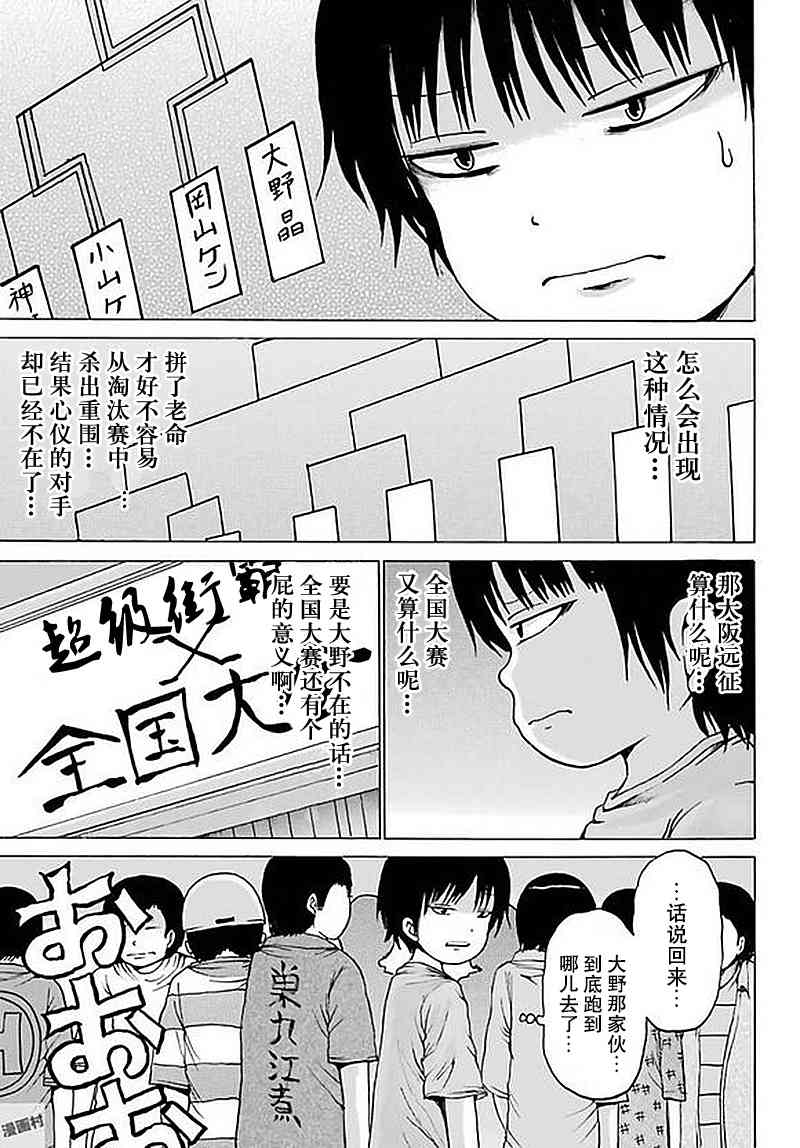 大野晶
岡山ケン
小山ケ
神
怎么会出现
这种情况…
拼了老命
才好不容易
从淘汰赛中…
杀出重围…
结果心仪的对手
却已经不在了…
那大阪远征
算什么呢…
全国大赛
又算什么呢…
要是大野不在的话…
全国大赛还有个
屁的意义啊…
超级街霸
×
全国大
…话说回来…
大野那家伙
到底跑到
哪儿去了…
巣九江煮
おおおお
H
漫画村